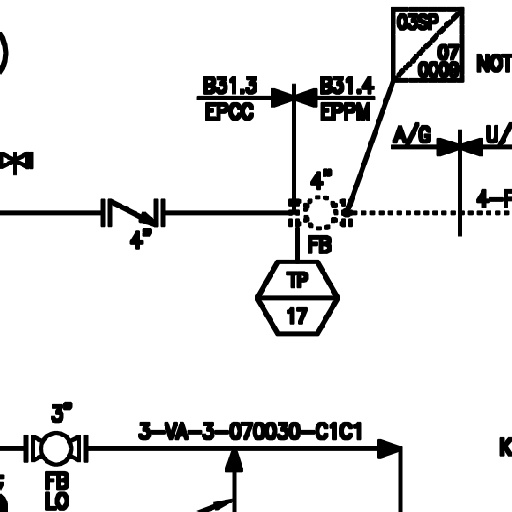 03SP
07
0009
NOT
B31.3
B31.4
EPCC
EPPM
A/G
U/
4"
4-F
4"
FB
TP
17
3"
3-VA-3-070030-C1C1
K
FB
LO